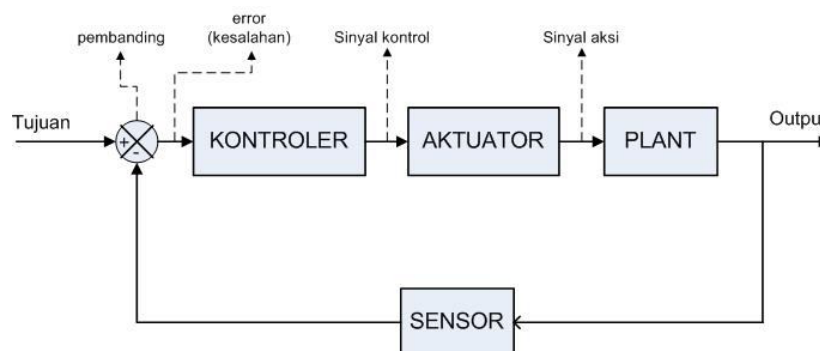 error
(kesalahan)
pembanding
Sinyal kontrol
Sinyal aksi
Tujuan
+
-
KONTROLER
AKTUATOR
PLANT
Outpu
SENSOR